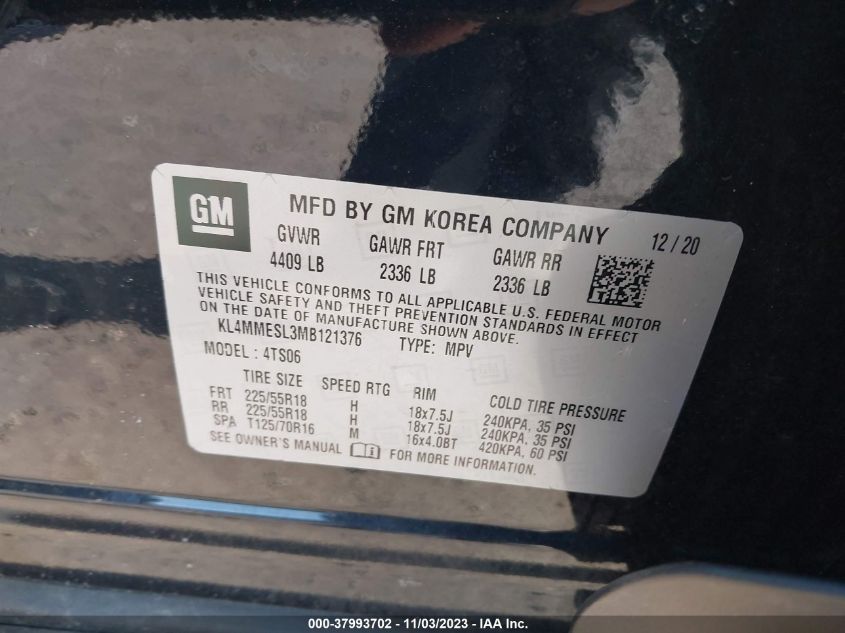 GM MFD BY GM KOREA COMPANY 12 / 20
GVWR GAWR FRT GAWR RR
4409 LB 2336 LB 2336 LB
THIS VEHICLE CONFORMS TO ALL APPLICABLE U.S. FEDERAL MOTOR
VEHICLE SAFETY AND THEFT PREVENTION STANDARDS IN EFFECT
ON THE DATE OF MANUFACTURE SHOWN ABOVE.
KL4MMESL3MB121376 TYPE: MPV
MODEL: 4TS06
TIRE SIZE SPEED RTG RIM COLD TIRE PRESSURE
FRT 225/55R18 H 18x7.5J 240KPA, 35 PSI
RR 225/55R18 H 18x7.5J 240KPA, 35 PSI
SPA T125/70R16 M 16x4.0BT 420KPA, 60 PSI
SEE OWNER'S MANUAL FOR MORE INFORMATION.
000-37993702 - 11/03/2023 - IAA Inc.